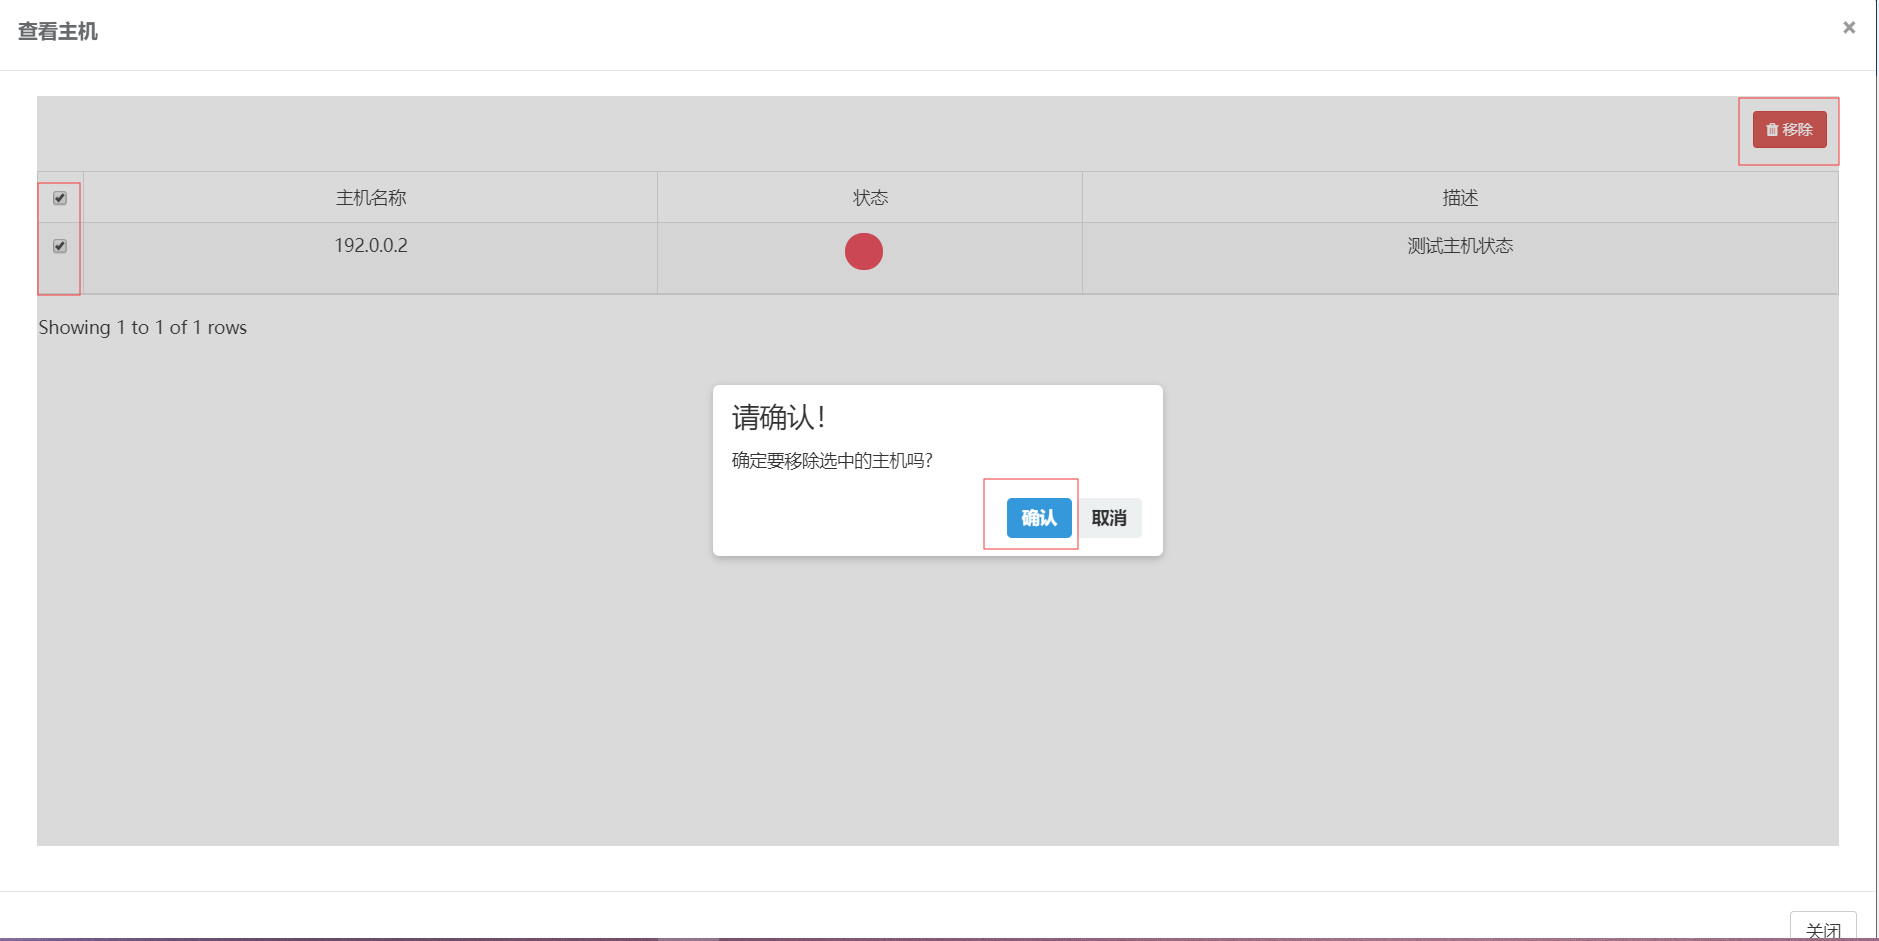 查看主机
×
移除
主机名称 状态 描述
192.0.0.2 测试主机状态
Showing 1 to 1 of 1 rows
请确认!
确定要移除选中的主机吗?
确认 取消
关闭